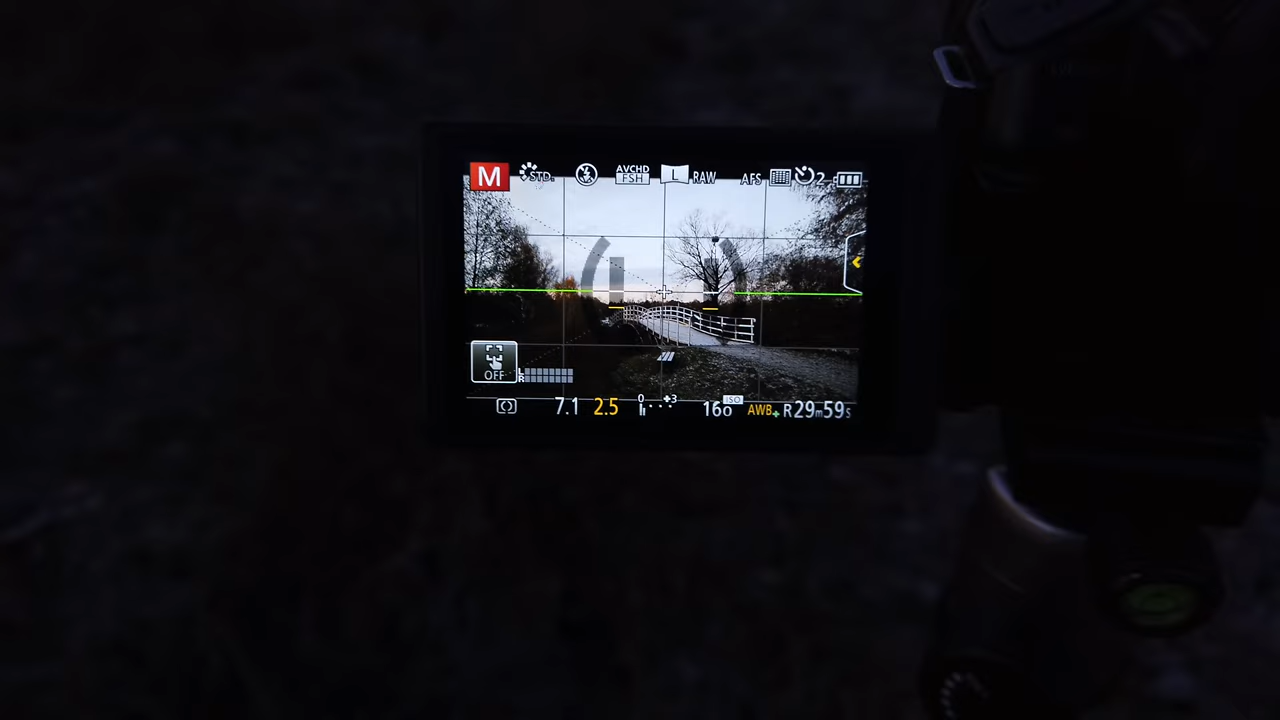 M STD. AVCHD FSH L RAW AFS 2
OFF L R
7.1 2.5 0 +3 160 ISO AWB R29m59s